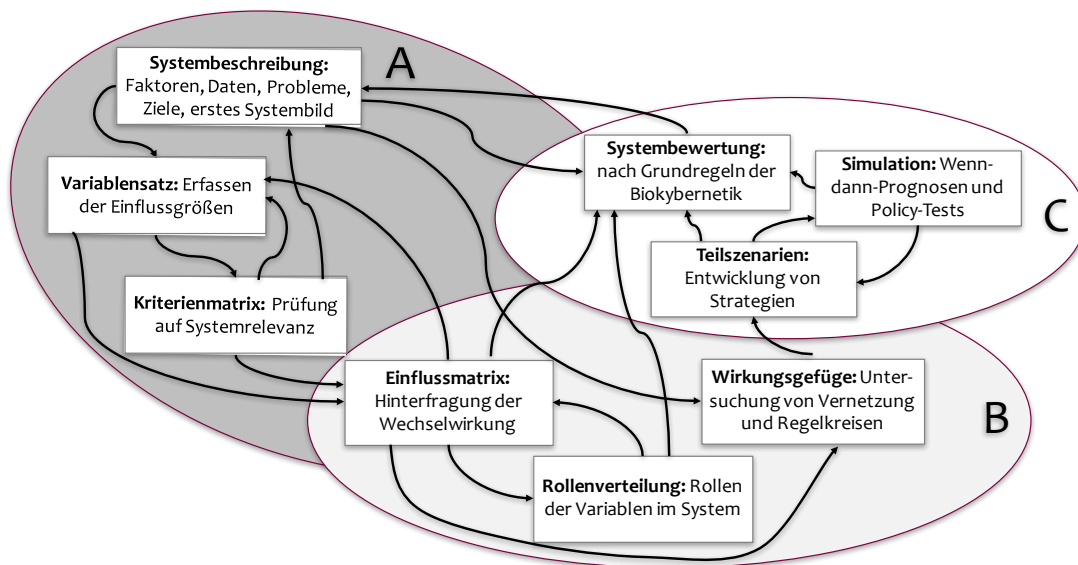 A
Systembeschreibung:
Faktoren, Daten, Probleme,
Ziele, erstes Systembild
Variablensatz: Erfassen
der Einflussgrößen
Kriterienmatrix: Prüfung
auf Systemrelevanz
Systembewertung:
nach Grundregeln der
Biokybernetik
Simulation: Wenn-
dann-Prognosen und
Policy-Tests
C
Teilszenarien:
Entwicklung von
Strategien
Einflussmatrix:
Hinterfragung der
Wechselwirkung
Wirkungsgefüge: Unter-
suchung von Vernetzung
und Regelkreisen
B
Rollenverteilung: Rollen
der Variablen im System